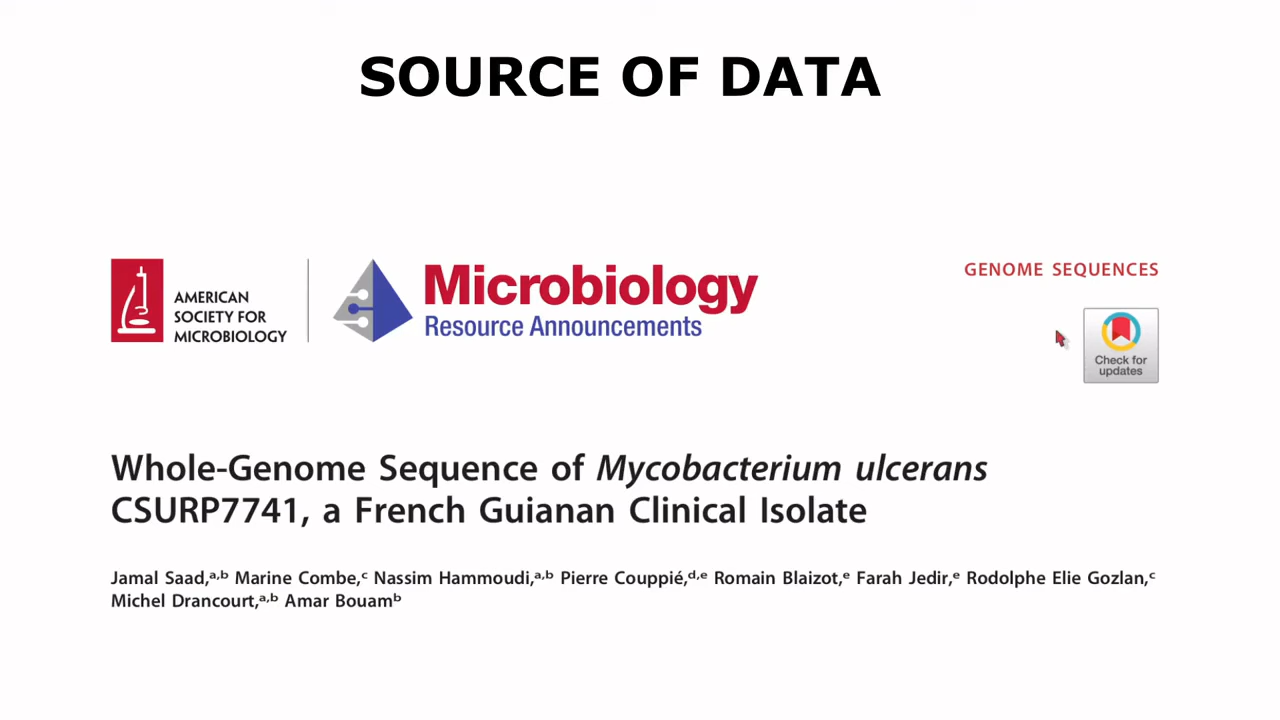 SOURCE OF DATA
AMERICAN
SOCIETY FOR
MICROBIOLOGY
Microbiology
Resource Announcements
GENOME SEQUENCES
Check for
updates
Whole-Genome Sequence of Mycobacterium ulcerans
CSURP7741, a French Guianan Clinical Isolate
Jamal Saad,a,b Marine Combe,c Nassim Hammoudi,a,b Pierre Couppié,d,e Romain Blaizot,e Farah Jedir,e Rodolphe Elie Gozlan,c
Michel Drancourt,a,b Amar Bouamb